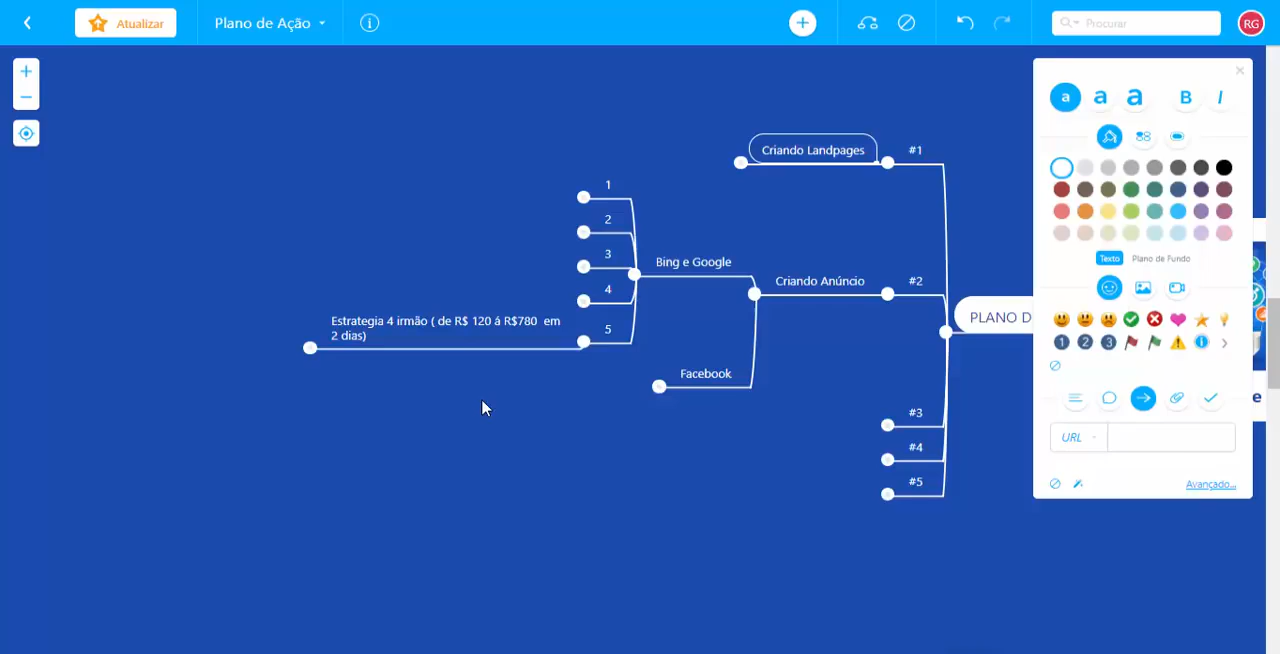 Atualizar
Plano de Ação
Procurar
RG
Criando Landpages
#1
1
2
3
4
5
Bing e Google
Criando Anúncio
#2
Estrategia 4 irmão ( de R$ 120 á R$780 em
2 dias)
Facebook
PLANO D
#3
#4
#5
a a a B I
Texto Plano de Fundo
1 2 3
URL
Avançado...
e